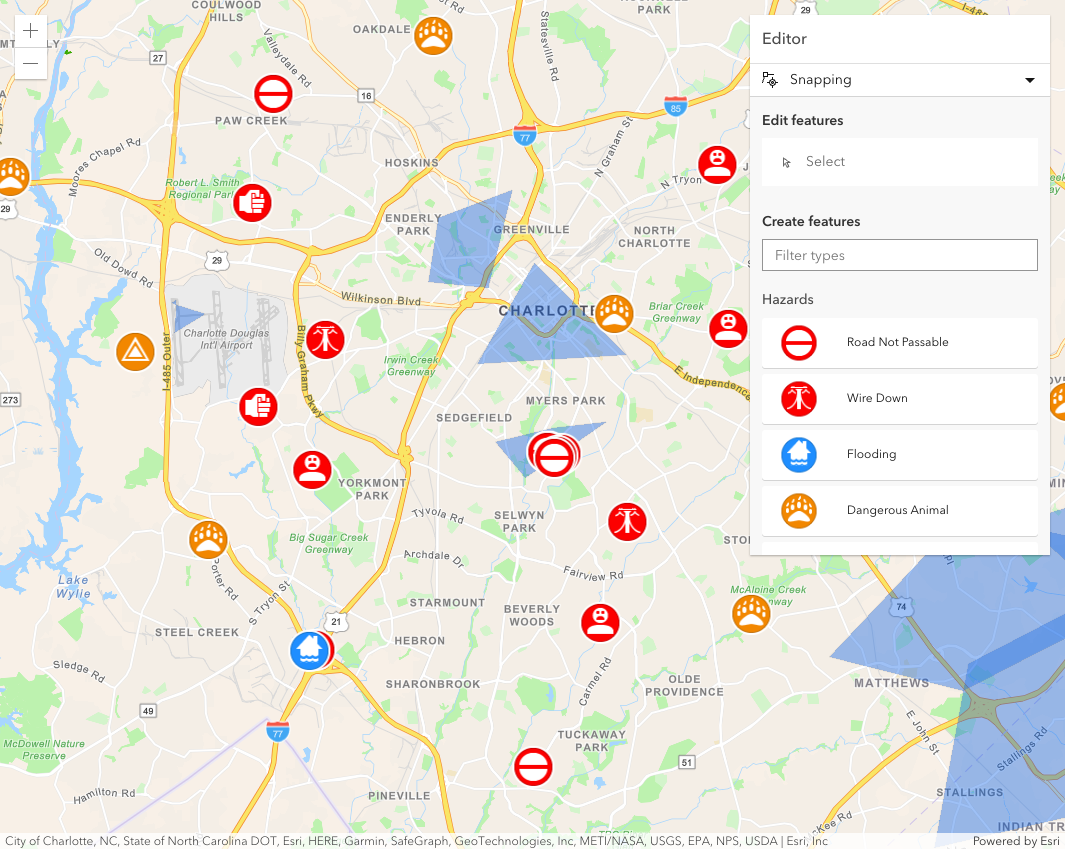 COULWOOD
HILLS
OAKDALE
Statesville Rd
PARK
29
I-485
27
Valleydale Rd
16
PAW CREEK
85
77
Moores Chapel Rd
HOSKINS
N Graham St
N Tryon
Robert L. Smith
Regional Park
29
ENDERLY
PARK
GREENVILLE
NORTH
CHARLOTTE
29
Old Dowd Rd
Wilkinson Blvd
CHARLOTTE
Briar Creek
Greenway
Charlotte Douglas
Int'l Airport
I-485 Outer
Billy Graham Pkwy
Irwin Creek
Greenway
E Independence
273
MYERS PARK
SEDGEFIELD
YORKMONT
PARK
Tyvola Rd
SELWYN
PARK
Big Sugar Creek
Greenway
Archdale Dr
Fairview Rd
Lake
Wylie
Porter Rd
S Tryon St
STARMOUNT
BEVERLY
WOODS
McAlpine Creek
74
21
STEEL CREEK
HEBRON
Sledge Rd
SHARONBROOK
Carmel Rd
OLDE
PROVIDENCE
MATTHEWS
49
77
E John St
TUCKAWAY
PARK
McDowell Nature
Preserve
51
Stallings Rd
Hamilton Rd
PINEVILLE
STALLINGS
INDIAN TR
Editor
Snapping
Edit features
Select
Create features
Filter types
Hazards
Road Not Passable
Wire Down
Flooding
Dangerous Animal
City of Charlotte, NC, State of North Carolina DOT, Esri, HERE, Garmin, SafeGraph, GeoTechnologies, Inc, METI/NASA, USGS, EPA, NPS, USDA | Esri, Inc
Powered by Esri